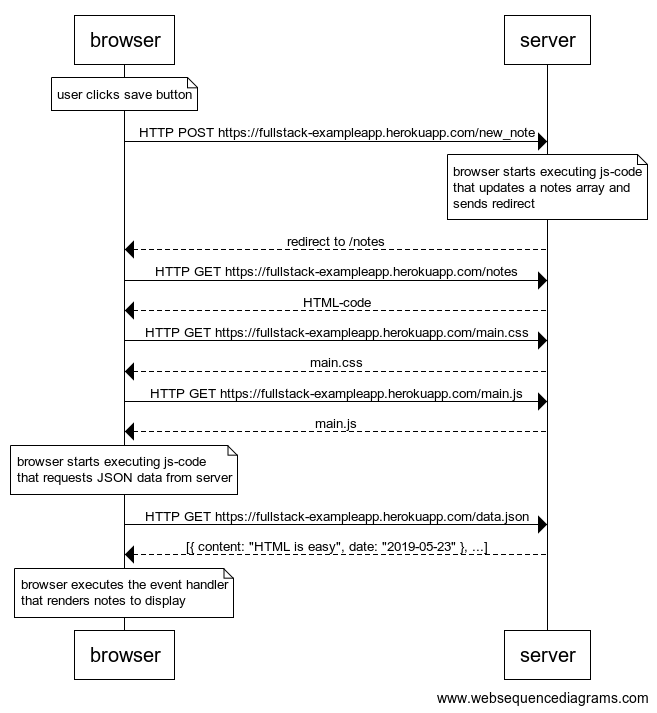 browser
server
user clicks save button
HTTP POST https://fullstack-exampleapp.herokuapp.com/new_note
browser starts executing js-code
that updates a notes array and
sends redirect
redirect to /notes
HTTP GET https://fullstack-exampleapp.herokuapp.com/notes
HTML-code
HTTP GET https://fullstack-exampleapp.herokuapp.com/main.css
main.css
HTTP GET https://fullstack-exampleapp.herokuapp.com/main.js
main.js
browser starts executing js-code
that requests JSON data from server
HTTP GET https://fullstack-exampleapp.herokuapp.com/data.json
[{ content: "HTML is easy", date: "2019-05-23" }, ...]
browser executes the event handler
that renders notes to display
browser
server
www.websequencediagrams.com